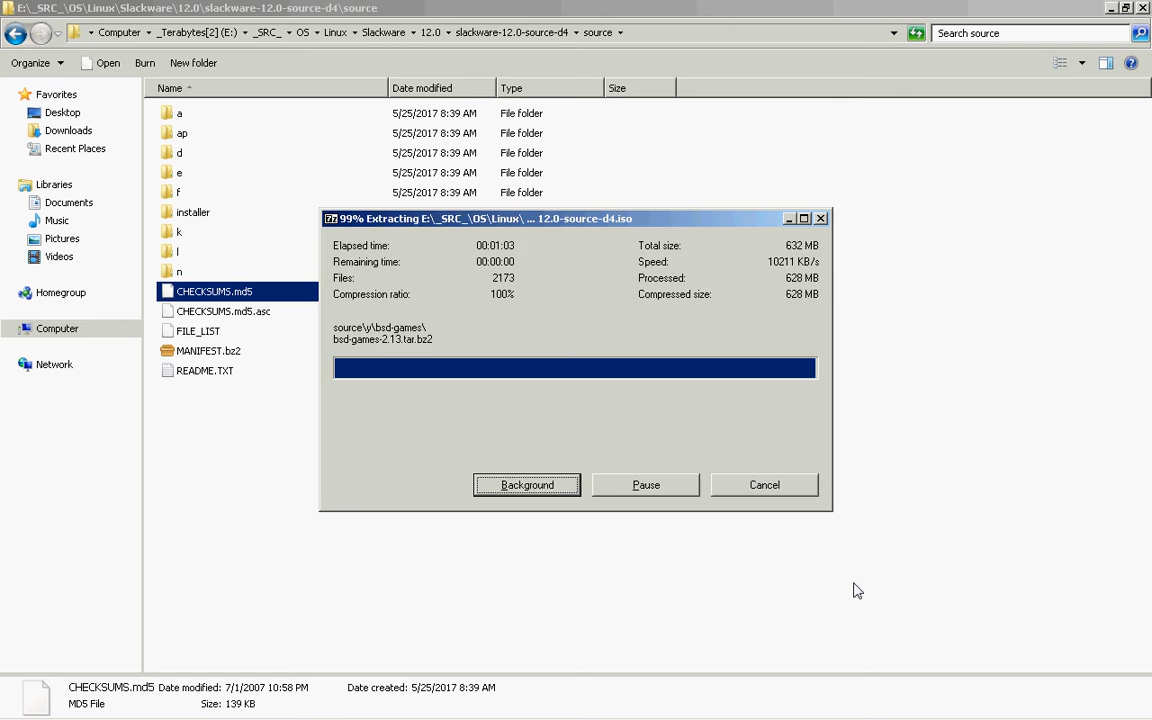 E:\_SRC_\OS\Linux\Slackware\12.0\slackware-12.0-source-d4\source
Computer _Terabytes[2] (E:) _SRC_ OS Linux Slackware 12.0 slackware-12.0-source-d4 source Search source
Organize Open Burn New folder
Name Date modified Type Size
Favorites
Desktop
Downloads
Recent Places
Libraries
Documents
Music
Pictures
Videos
Homegroup
Computer
Network
a 5/25/2017 8:39 AM File folder
ap 5/25/2017 8:39 AM File folder
d 5/25/2017 8:39 AM File folder
e 5/25/2017 8:39 AM File folder
f 5/25/2017 8:39 AM File folder
installer
k
l
n
CHECKSUMS.md5
CHECKSUMS.md5.asc
FILE_LIST
MANIFEST.bz2
README.TXT
99% Extracting E:\_SRC_\OS\Linux\ ... 12.0-source-d4.iso
Elapsed time: 00:01:03 Total size: 632 MB
Remaining time: 00:00:00 Speed: 10211 KB/s
Files: 2173 Processed: 628 MB
Compression ratio: 100% Compressed size: 628 MB
source\y\bsd-games\
bsd-games-2.13.tar.bz2
Background Pause Cancel
CHECKSUMS.md5 Date modified: 7/1/2007 10:58 PM Date created: 5/25/2017 8:39 AM
MD5 File Size: 139 KB